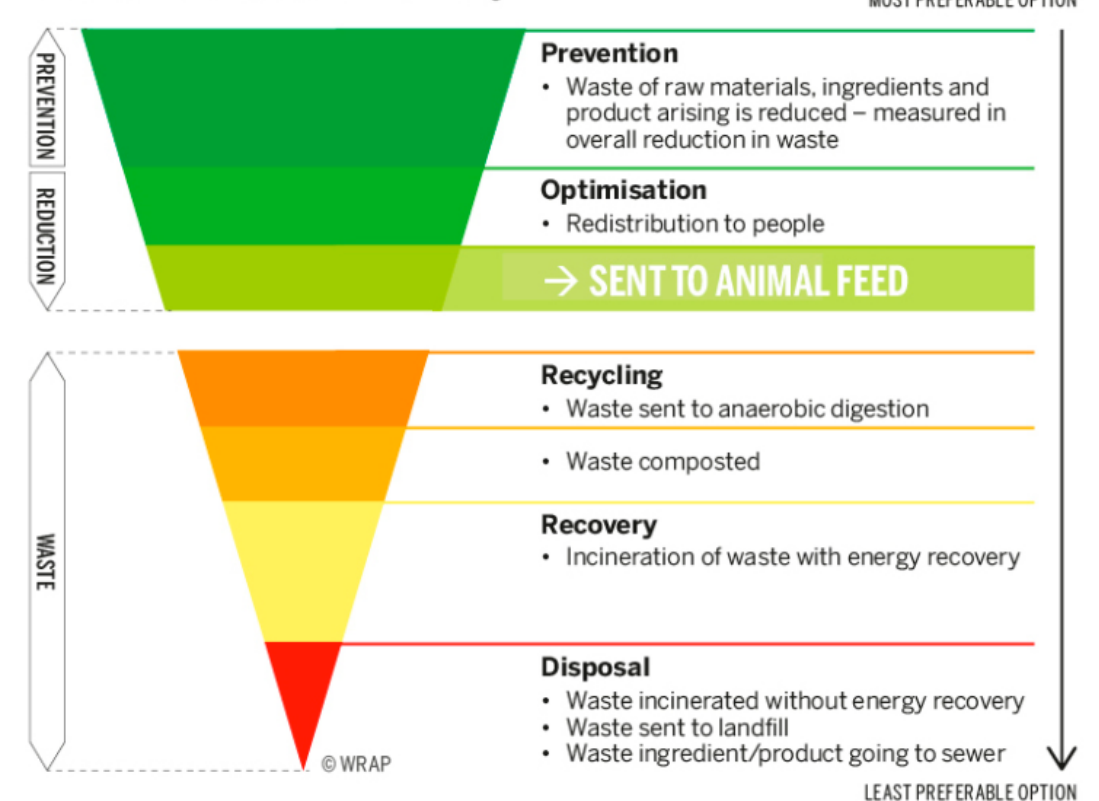 MOST PREFERABLE OPTION
PREVENTION
Prevention
• Waste of raw materials, ingredients and
product arising is reduced – measured in
overall reduction in waste
REDUCTION
Optimisation
• Redistribution to people
→ SENT TO ANIMAL FEED
WASTE
Recycling
• Waste sent to anaerobic digestion
• Waste composted
Recovery
• Incineration of waste with energy recovery
Disposal
• Waste incinerated without energy recovery
• Waste sent to landfill
• Waste ingredient/product going to sewer
© WRAP
LEAST PREFERABLE OPTION